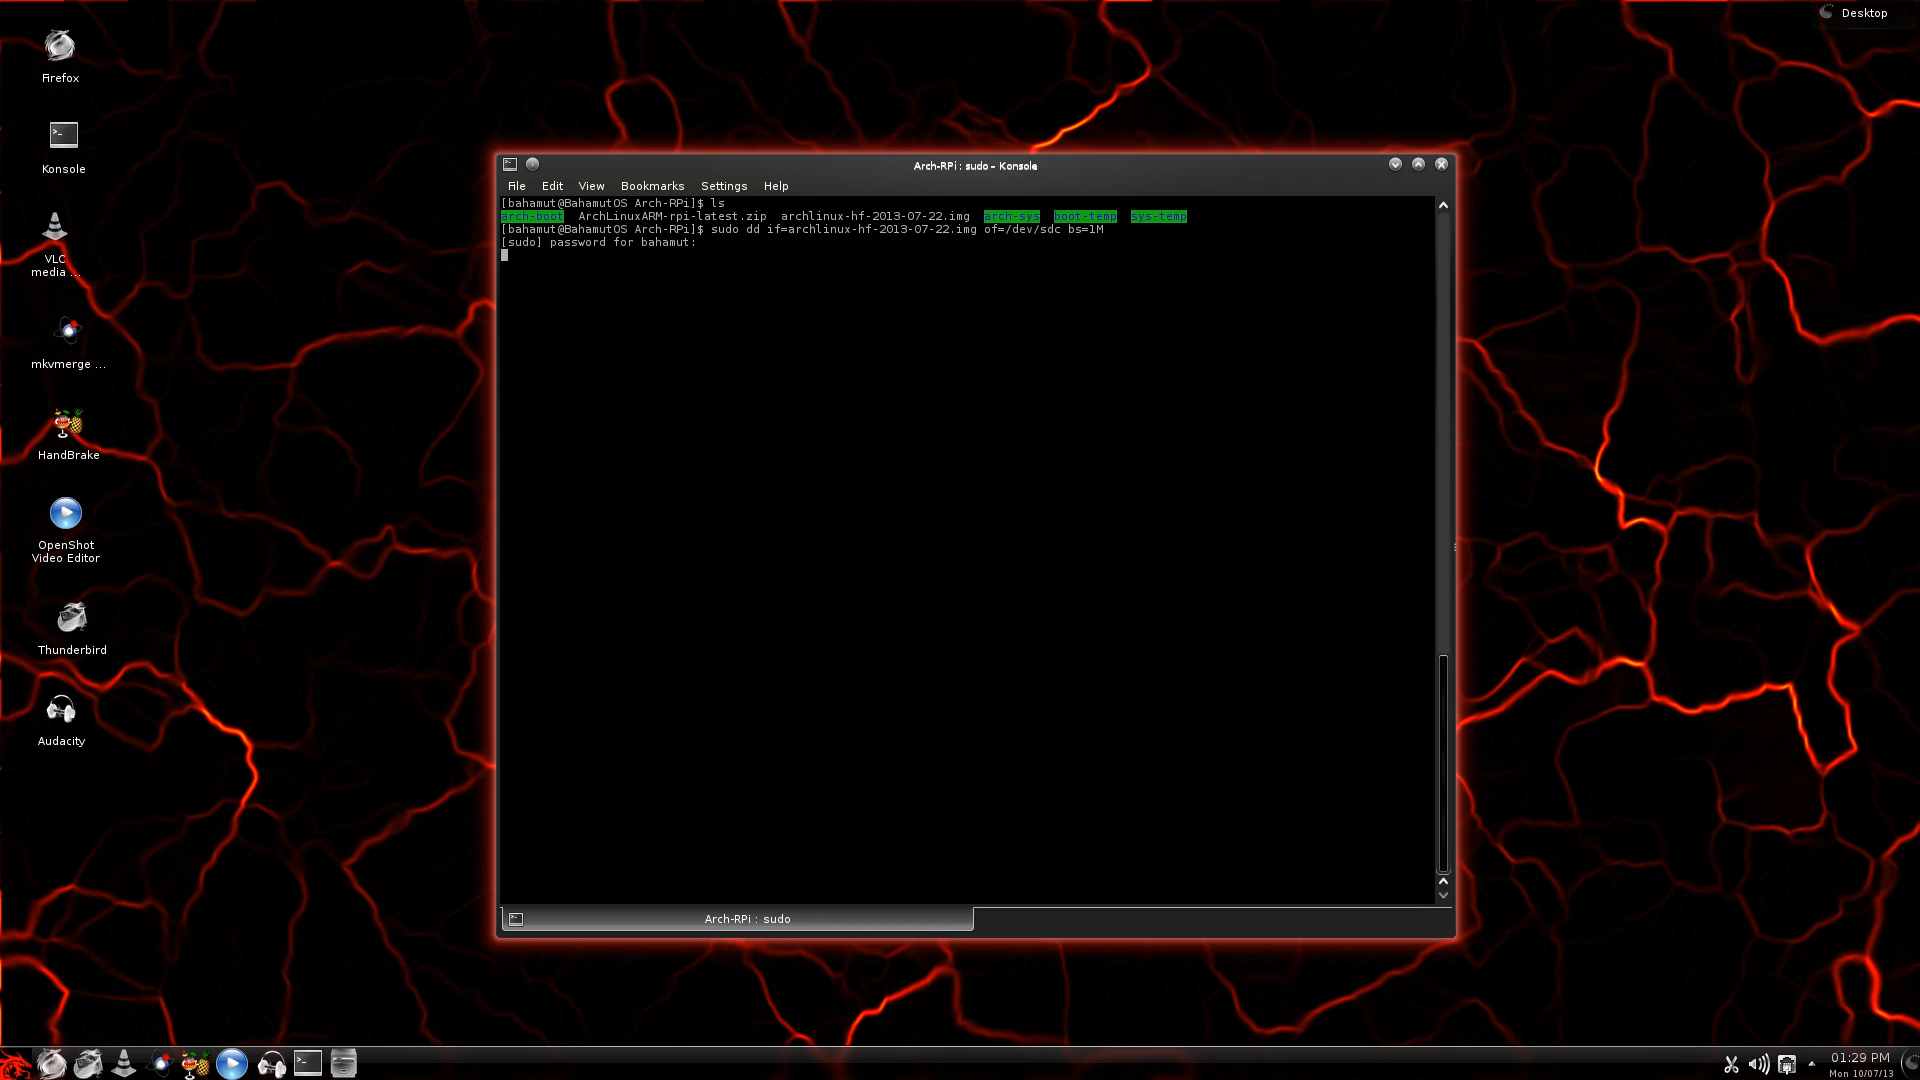 Desktop
Firefox
Konsole
VLC
media ...
mkvmerge ...
HandBrake
OpenShot
Video Editor
Thunderbird
Audacity
Arch-RPi : sudo – Konsole
File Edit View Bookmarks Settings Help
[bahamut@BahamutOS Arch-RPi]$ ls
arch-boot ArchLinuxARM-rpi-latest.zip archlinux-hf-2013-07-22.img arch-sys boot-temp sys-temp
[bahamut@BahamutOS Arch-RPi]$ sudo dd if=archlinux-hf-2013-07-22.img of=/dev/sdc bs=1M
[sudo] password for bahamut:
Arch-RPi : sudo
01:29 PM
Mon 10/07/13